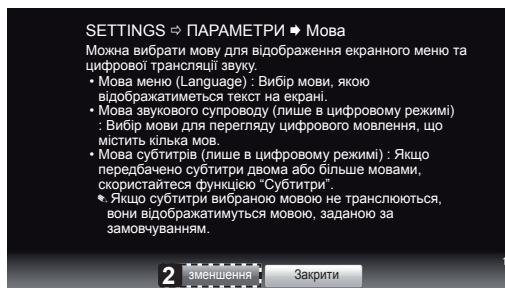 SETTINGS ⇨ ПАРАМЕТРИ ➡ Мова
Можна вибрати мову для відображення екранного меню та
цифрової трансляції звуку.
• Мова меню (Language) : Вибір мови, якою
відображатиметься текст на екрані.
• Мова звукового супроводу (лише в цифровому режимі)
: Вибір мови для перегляду цифрового мовлення, що
містить кілька мов.
• Мова субтитрів (лише в цифровому режимі) : Якщо
передбачено субтитри двома або більше мовами,
скористайтеся функцією “Субтитри”.
✎ Якщо субтитри вибраною мовою не транслюються,
вони відображатимуться мовою, заданою за
замовчуванням.
2 зменшення Закрити